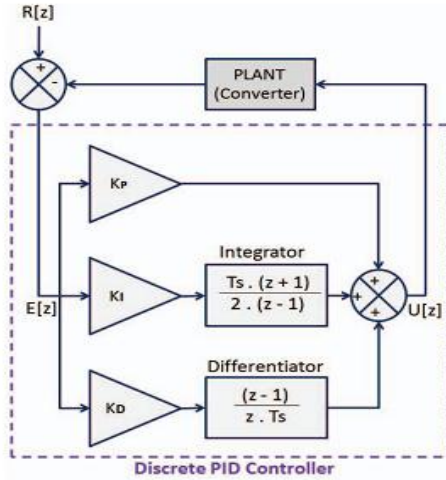 R[z]
+
-
PLANT
(Converter)
KP
Integrator
KI
Ts . (z + 1)
2 . (z - 1)
+
+
+
E[z]
U[z]
Differentiator
KD
(z - 1)
z . Ts
Discrete PID Controller